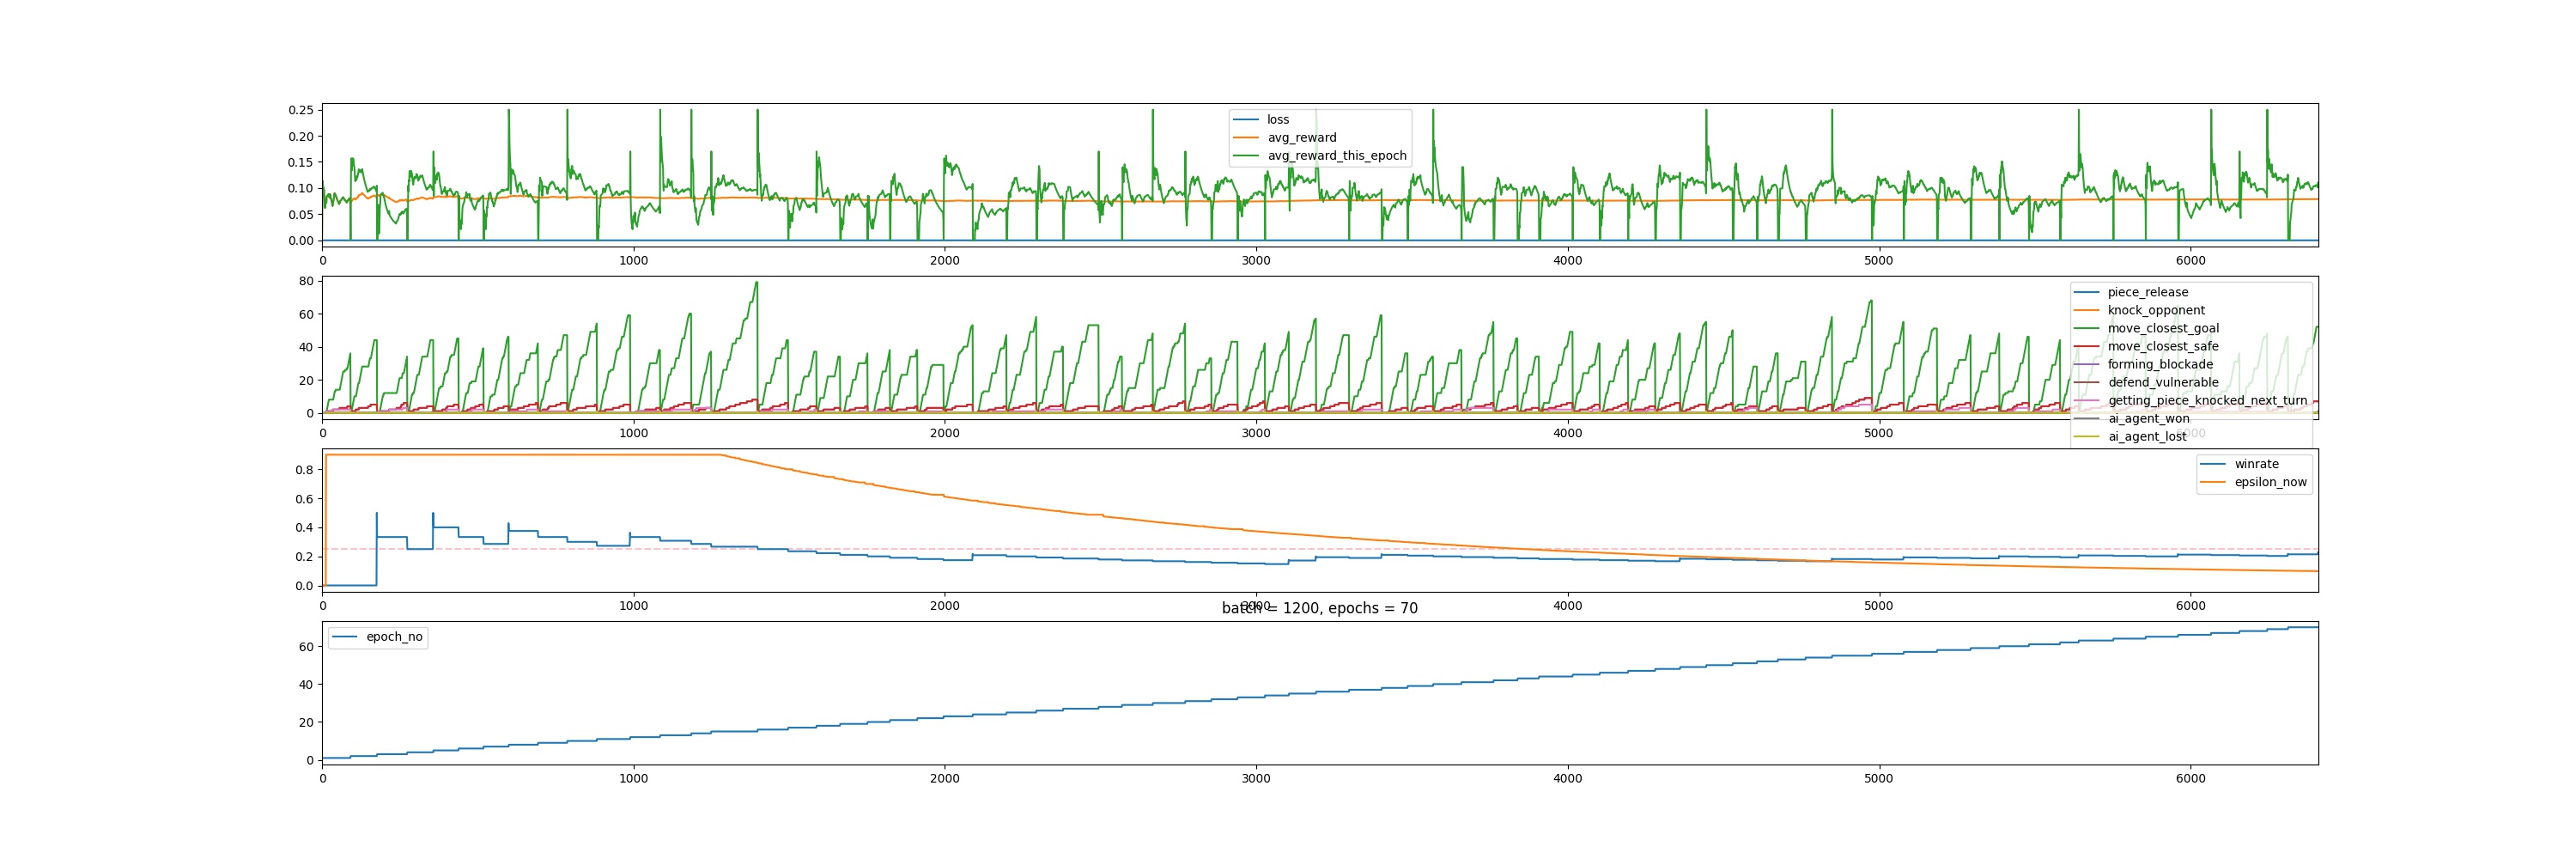 0.25
0.20
0.15
0.10
0.05
0.00
loss
avg_reward
avg_reward_this_epoch
0 1000 2000 3000 4000 5000 6000
80
60
40
20
0
piece_release
knock_opponent
move_closest_goal
move_closest_safe
forming_blockade
defend_vulnerable
getting_piece_knocked_next_turn
ai_agent_won
ai_agent_lost
0 1000 2000 3000 4000 5000 6000
0.8
0.6
0.4
0.2
0.0
winrate
epsilon_now
0 1000 2000 3000 4000 5000 6000
batch = 1200, epochs = 70
60
40
20
0
epoch_no
0 1000 2000 3000 4000 5000 6000